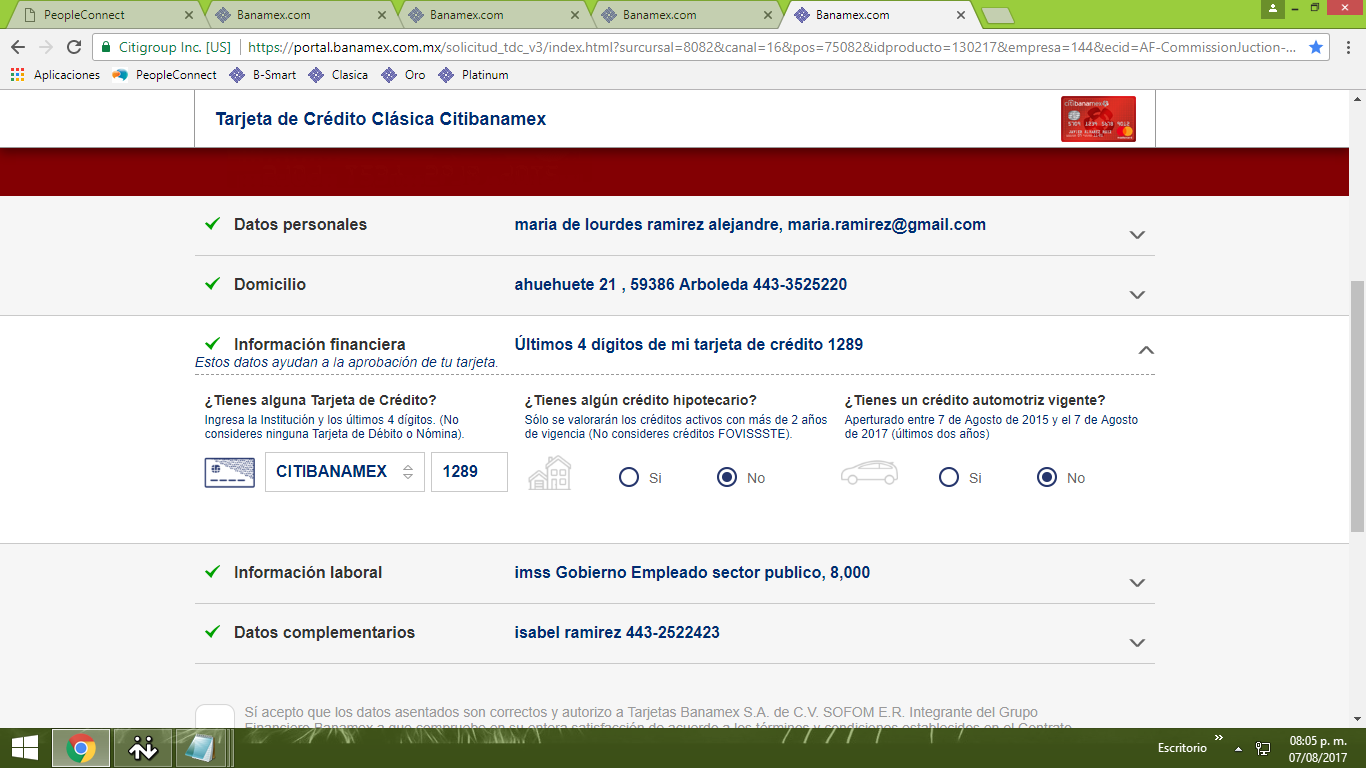 PeopleConnect
Banamex.com
Banamex.com
Banamex.com
Banamex.com
Citigroup Inc. [US]
https://portal.banamex.com.mx/solicitud_tdc_v3/index.html?surcursal=8082&canal=16&pos=75082&idproducto=130217&empresa=144&ecid=AF-CommissionJuction-...
Aplicaciones PeopleConnect B-Smart Clasica Oro Platinum
Tarjeta de Crédito Clásica Citibanamex
citibanamex
Datos personales
maria de lourdes ramirez alejandre, maria.ramirez@gmail.com
Domicilio
ahuehuete 21 , 59386 Arboleda 443-3525220
Información financiera
Últimos 4 dígitos de mi tarjeta de crédito 1289
Estos datos ayudan a la aprobación de tu tarjeta.
¿Tienes alguna Tarjeta de Crédito?
Ingresa la Institución y los últimos 4 dígitos. (No
consideres ninguna Tarjeta de Débito o Nómina).
CITIBANAMEX
1289
¿Tienes algún crédito hipotecario?
Sólo se valorarán los créditos activos con más de 2 años
de vigencia (No consideres créditos FOVISSSTE).
Si
No
¿Tienes un crédito automotriz vigente?
Aperturado entre 7 de Agosto de 2015 y el 7 de Agosto
de 2017 (últimos dos años)
Si
No
Información laboral
imss Gobierno Empleado sector publico, 8,000
Datos complementarios
isabel ramirez 443-2522423
Sí acepto que los datos asentados son correctos y autorizo a Tarjetas Banamex S.A. de C.V. SOFOM E.R. Integrante del Grupo
Financiero Banamex a que compruebe en su entera satisfacción de acuerdo a los términos y condiciones establecidos en el Contrato
Escritorio
08:05 p. m.
07/08/2017